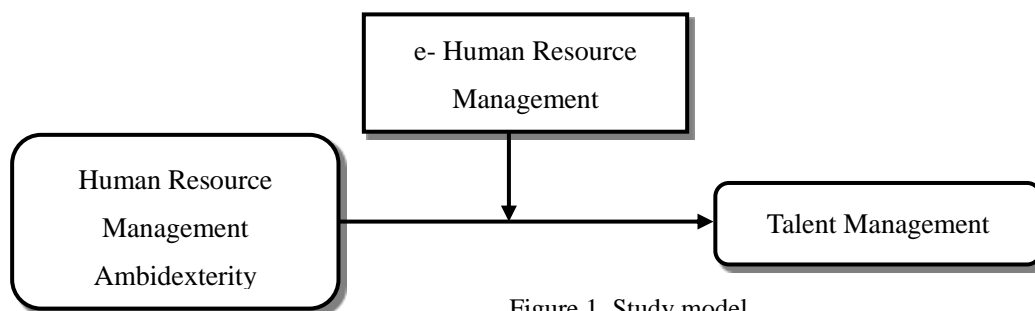 e- Human Resource
Management
Human Resource
Management
Ambidexterity
Talent Management
Figure 1. Study model